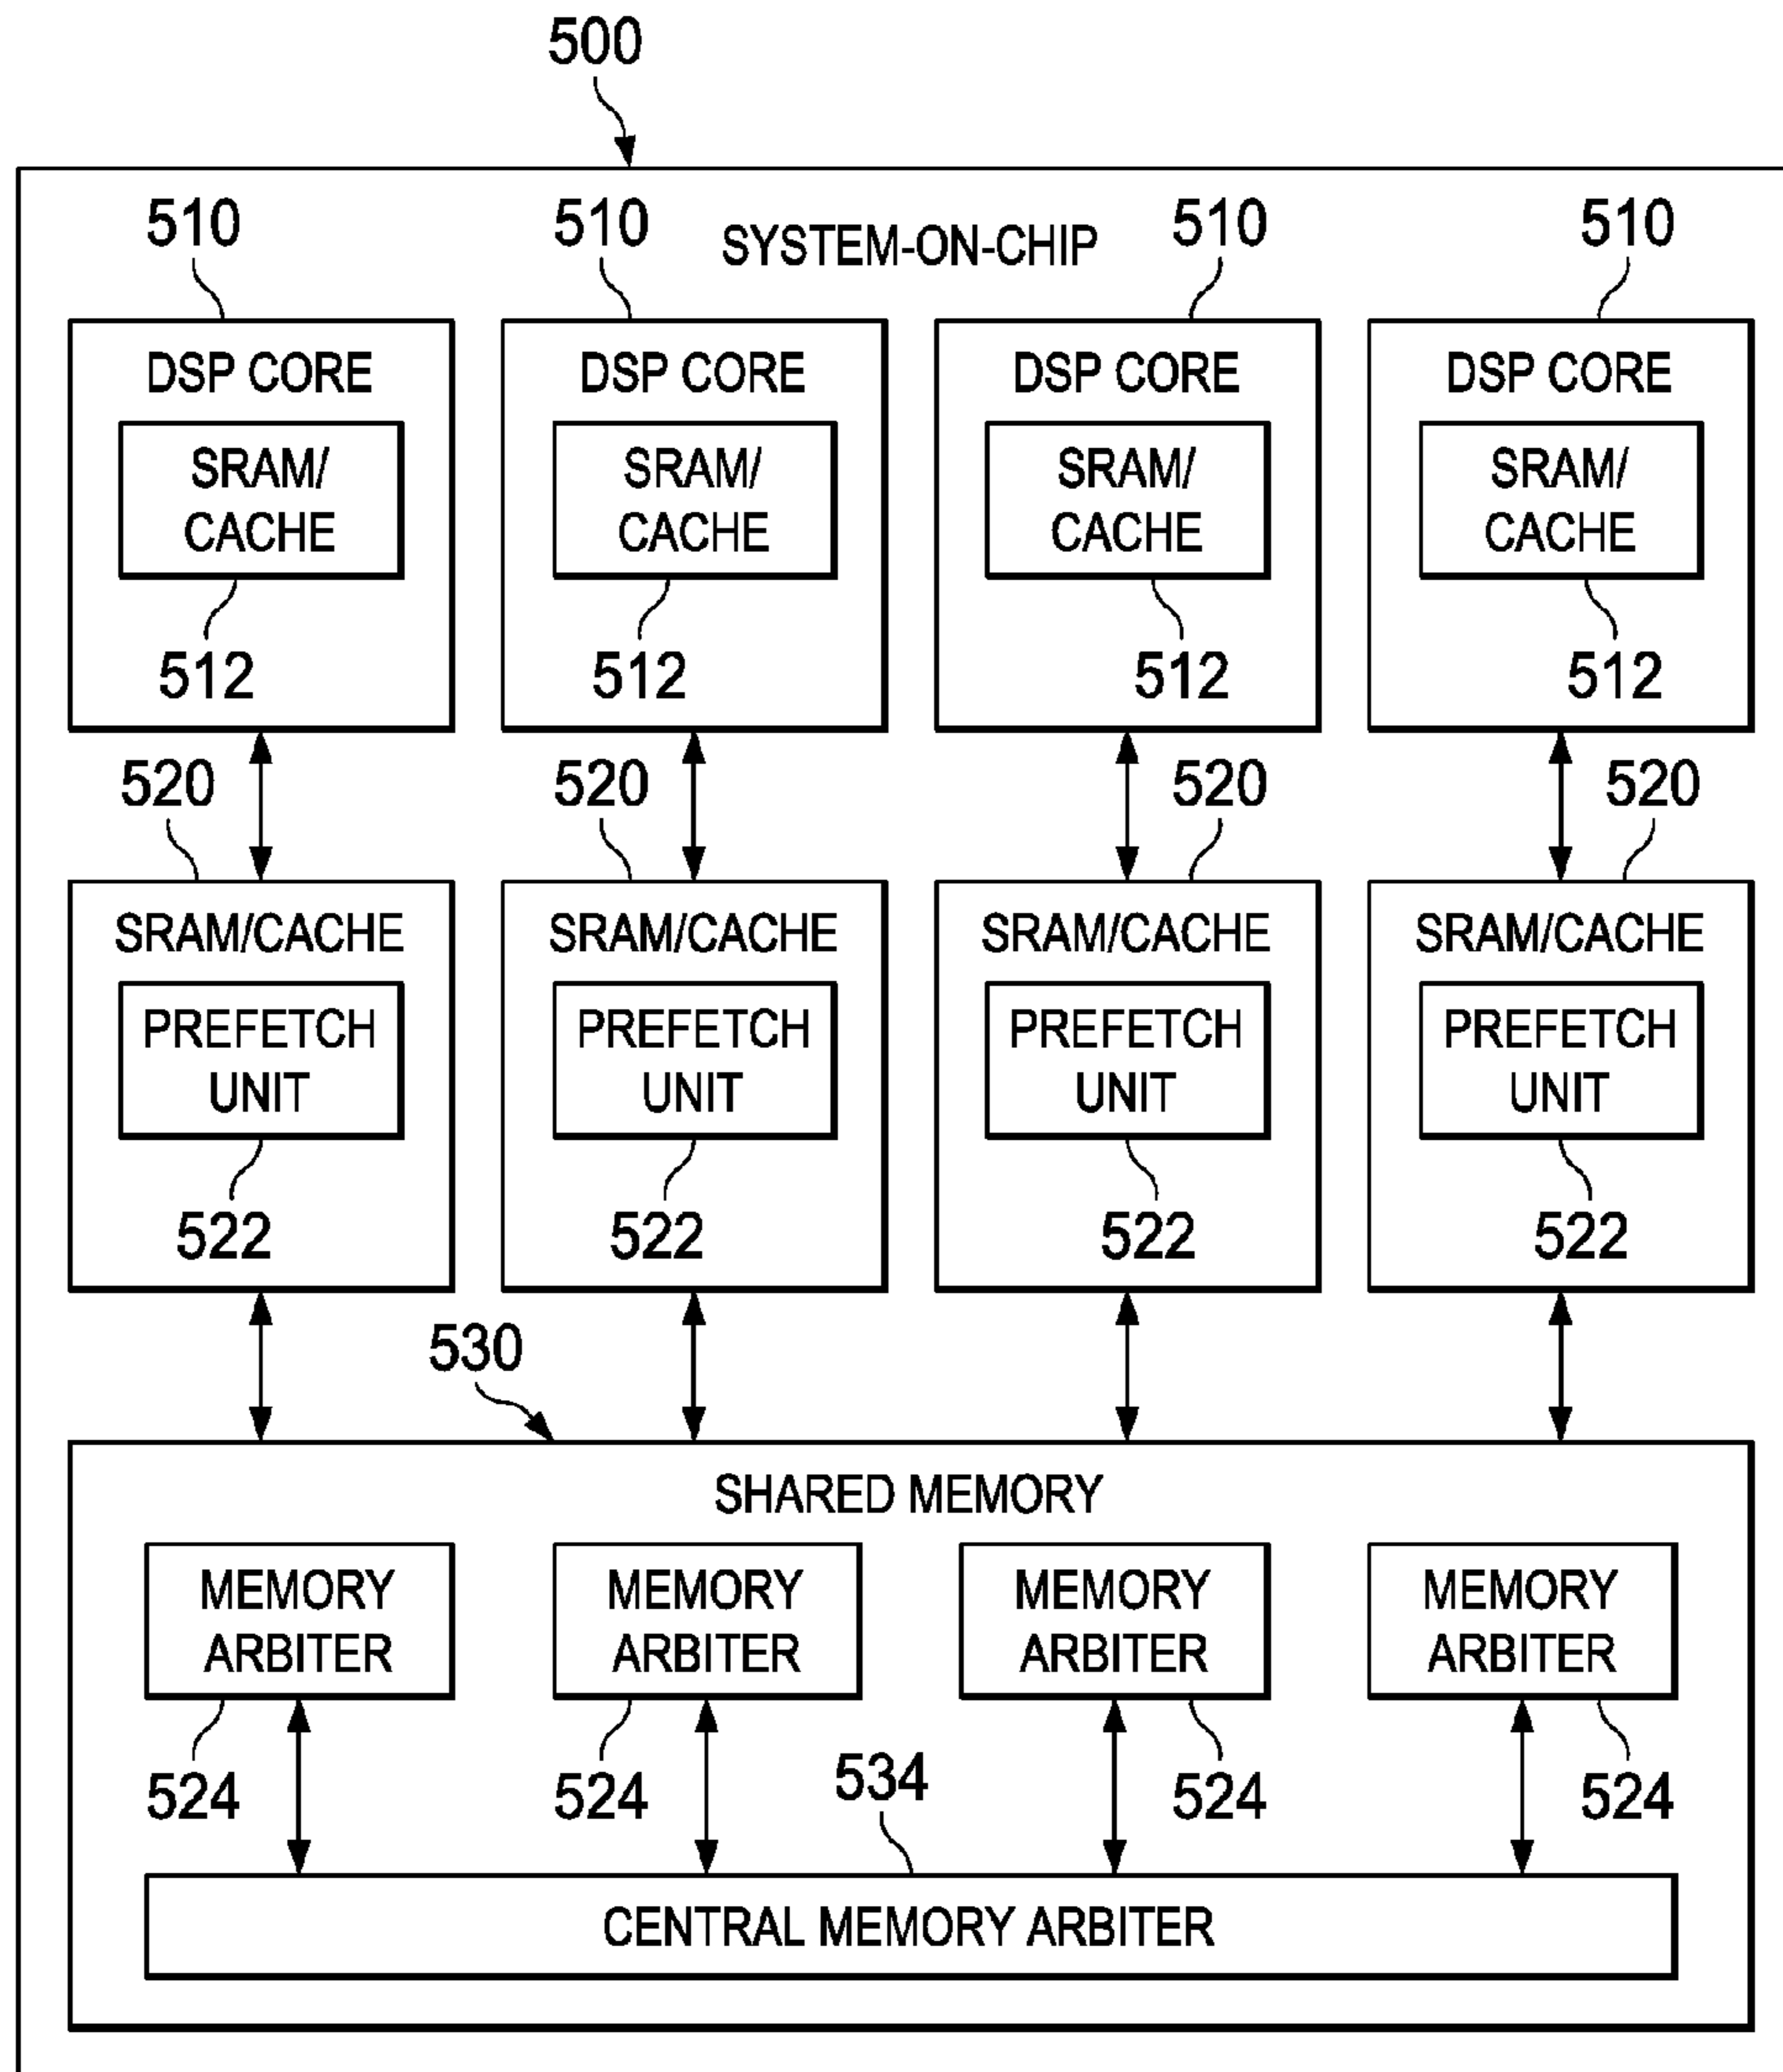 500
510 510 SYSTEM-ON-CHIP 510 510
DSP CORE DSP CORE DSP CORE DSP CORE
SRAM/ SRAM/ SRAM/ SRAM/
CACHE CACHE CACHE CACHE
512 512 512 512
520 520 520 520
SRAM/CACHE SRAM/CACHE SRAM/CACHE SRAM/CACHE
PREFETCH PREFETCH PREFETCH PREFETCH
UNIT UNIT UNIT UNIT
522 522 522 522
530
SHARED MEMORY
MEMORY MEMORY MEMORY MEMORY
ARBITER ARBITER ARBITER ARBITER
524 524 534 524 524
CENTRAL MEMORY ARBITER